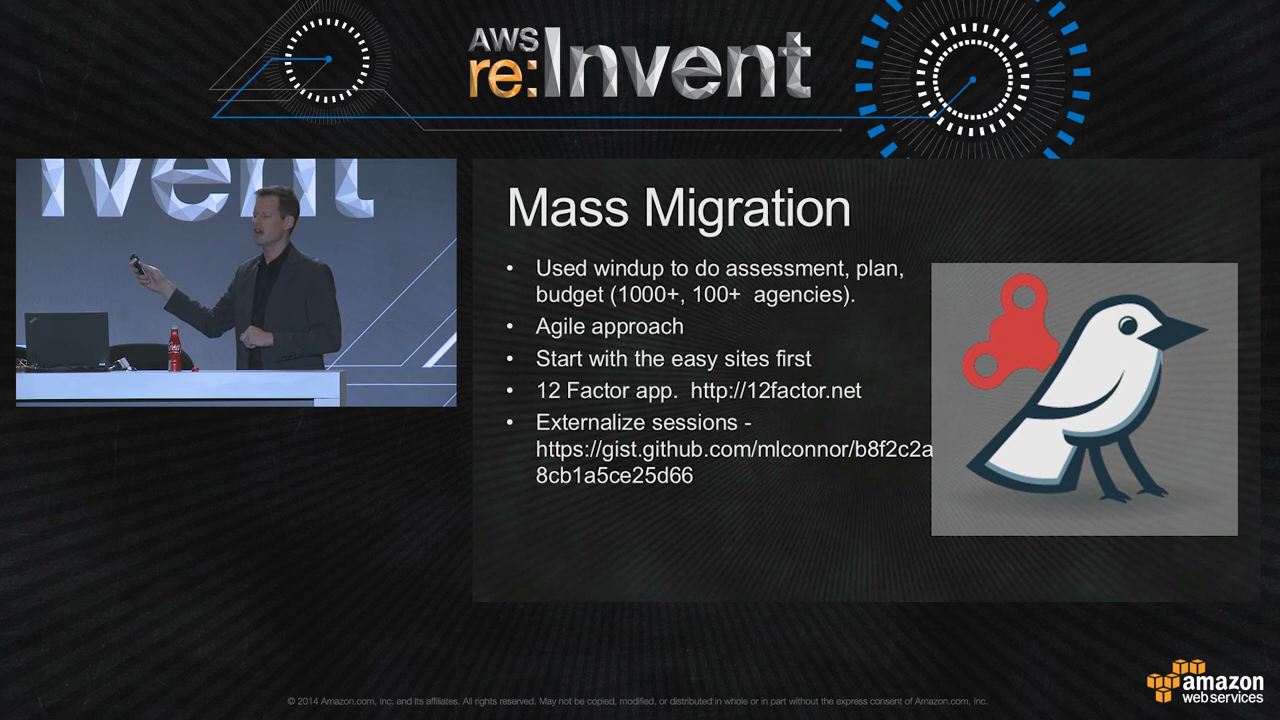 AWS
re:Invent
Mass Migration
• Used windup to do assessment, plan,
budget (1000+, 100+ agencies).
• Agile approach
• Start with the easy sites first
• 12 Factor app. http://12factor.net
• Externalize sessions -
https://gist.github.com/mlconnor/b8f2c2a
8cb1a5ce25d66
© 2014 Amazon.com, Inc. and its affiliates. All rights reserved. May not be copied, modified, or distributed in whole or in part without the express consent of Amazon.com, Inc.
amazon
web services